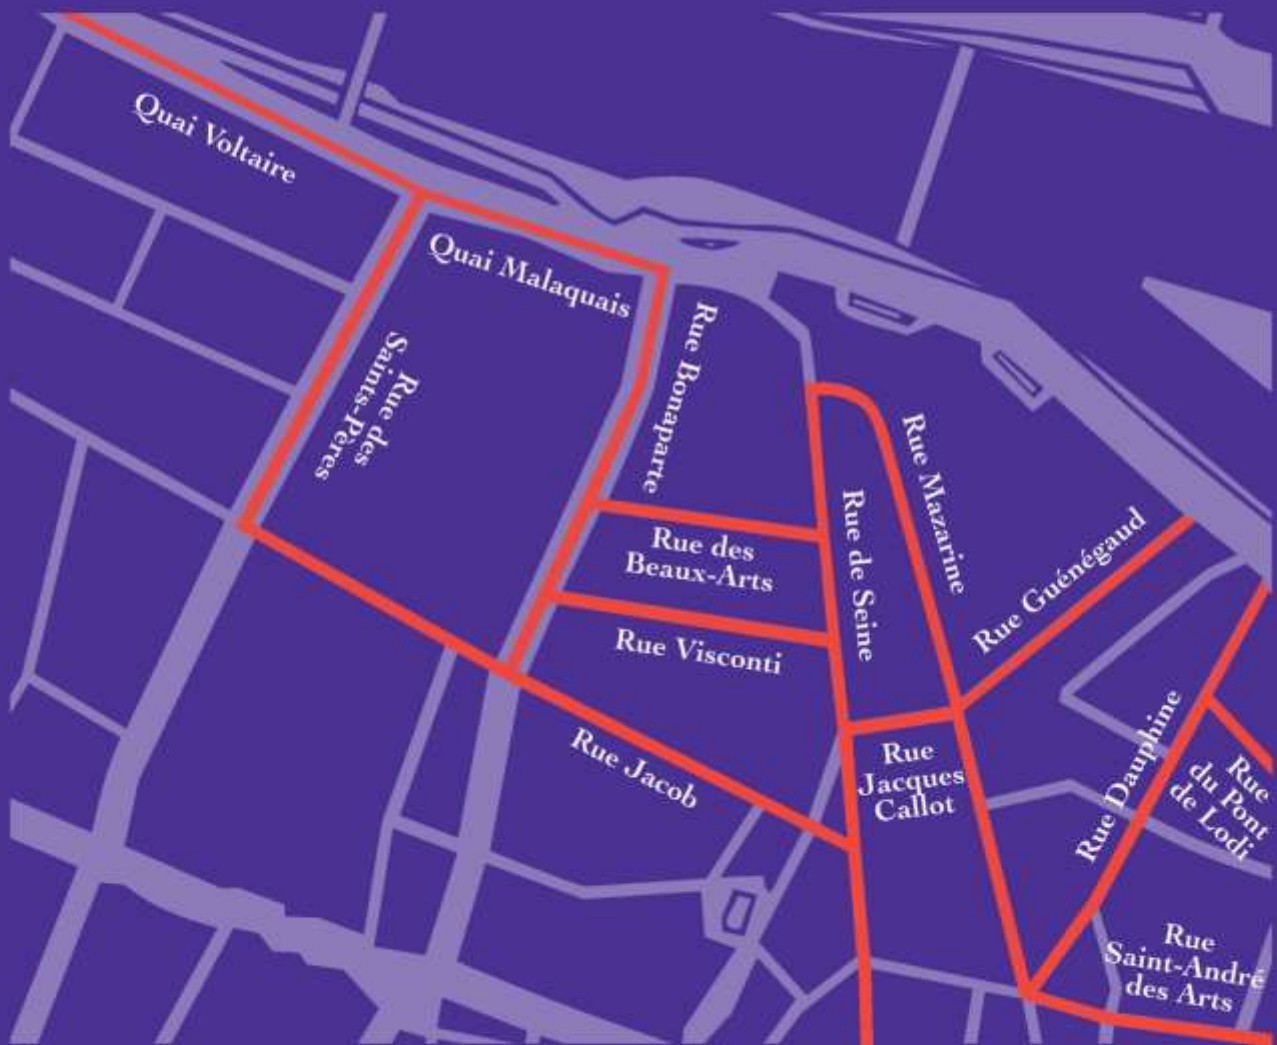 Quai Voltaire
Quai Malaquais
Rue des
Saints-Pères
Rue Bonaparte
Rue Mazarine
Rue de Seine
Rue des
Beaux-Arts
Rue Guénégaud
Rue Visconti
Rue Jacob
Rue
Jacques
Callot
Rue Dauphine
Rue
du Pont
de Lodi
Rue
Saint-André
des Arts